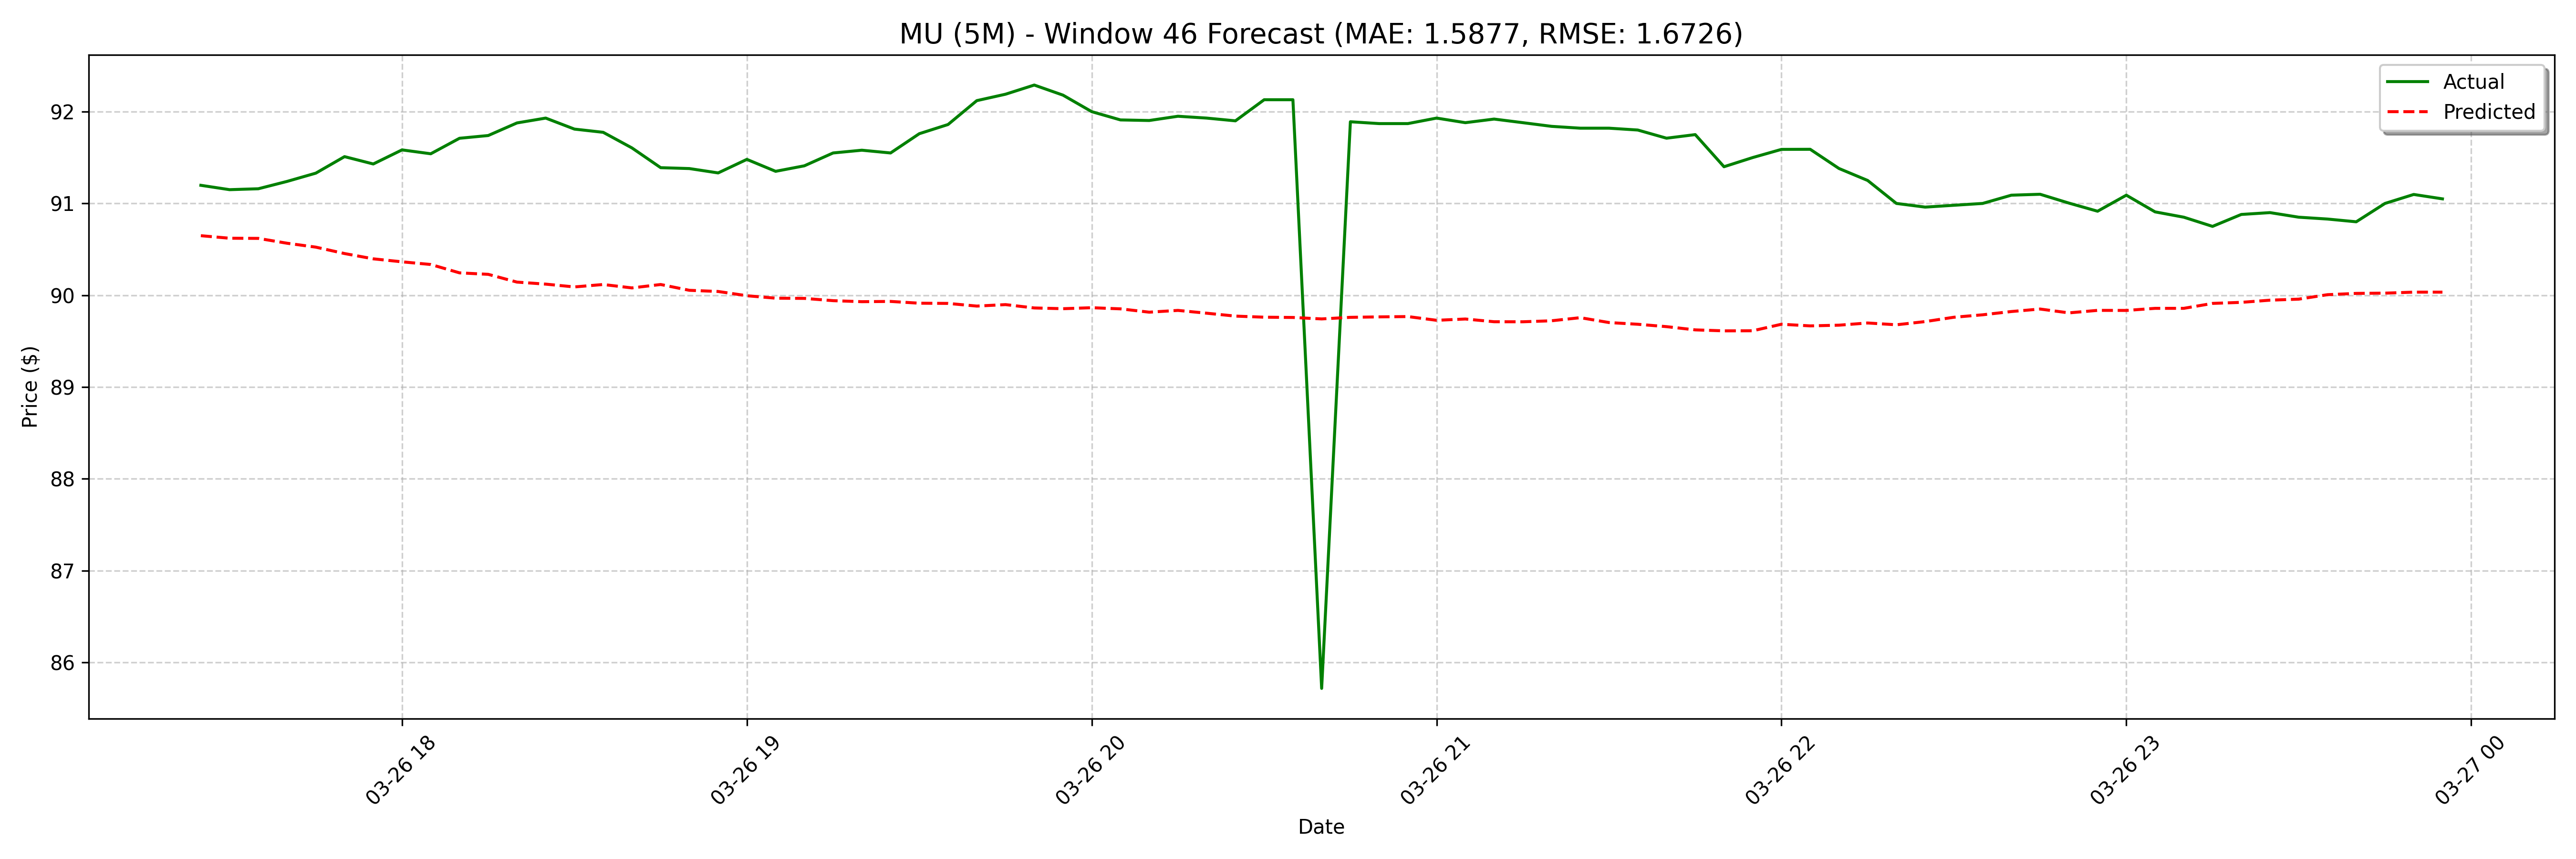 MU (5M) - Window 46 Forecast (MAE: 1.5877, RMSE: 1.6726)
Actual
Predicted
Price ($)
92
91
90
89
88
87
86
03-26 18
03-26 19
03-26 20
03-26 21
03-26 22
03-26 23
03-27 00
Date